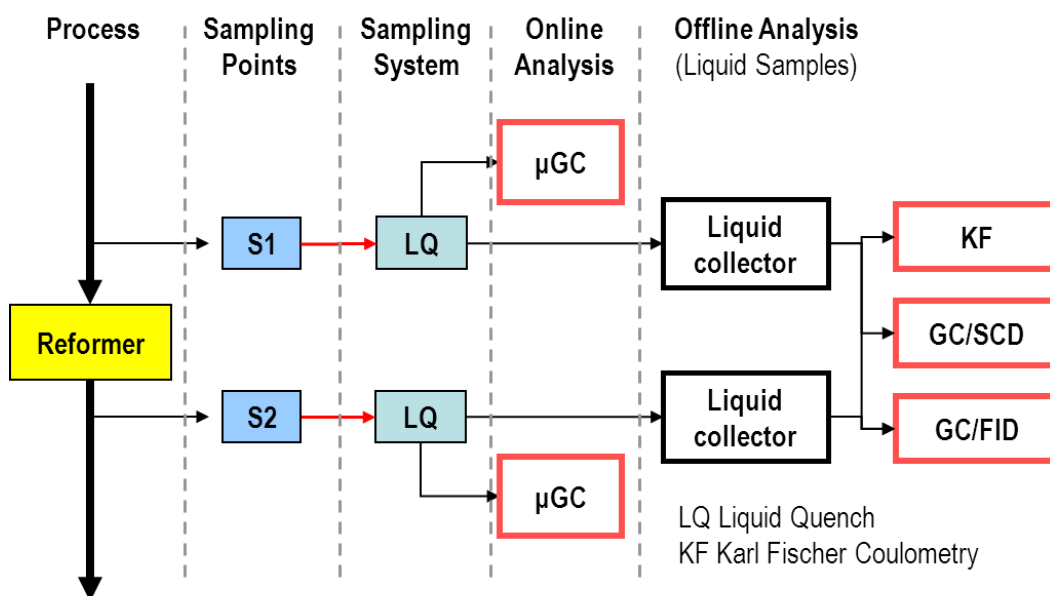 Process
Sampling
Points
Sampling
System
Online
Analysis
Offline Analysis
(Liquid Samples)
µGC
S1
LQ
Liquid
collector
KF
Reformer
GC/SCD
S2
LQ
Liquid
collector
GC/FID
µGC
LQ Liquid Quench
KF Karl Fischer Coulometry